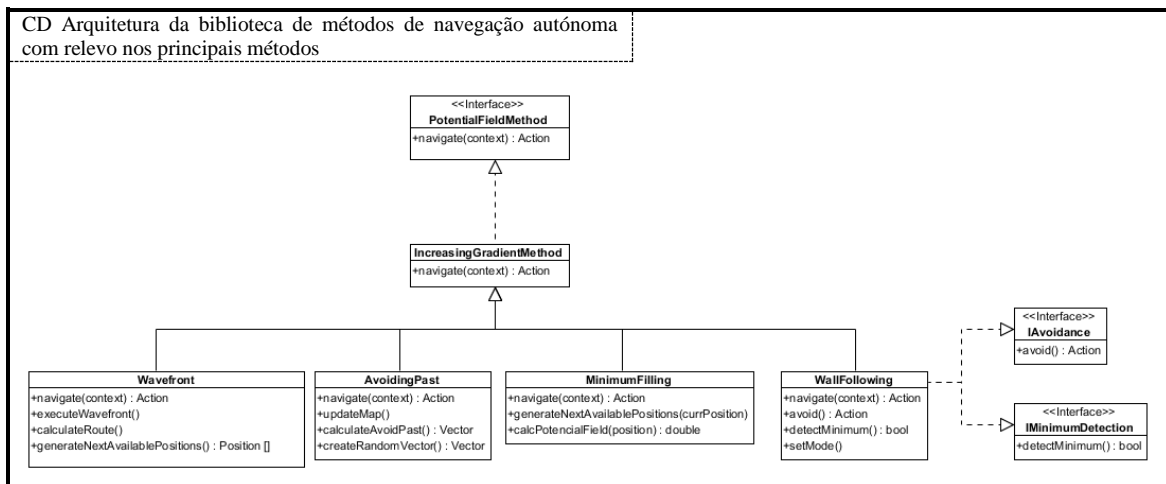 CD Arquitetura da biblioteca de métodos de navegação autónoma
com relevo nos principais métodos
<<Interface>>
PotentialFieldMethod
+navigate(context) : Action
IncreasingGradientMethod
+navigate(context) : Action
Wavefront
+navigate(context) : Action
+executeWavefront()
+calculateRoute()
+generateNextAvailablePositions() : Position []
AvoidingPast
+navigate(context) : Action
+updateMap()
+calculateAvoidPast() : Vector
+createRandomVector() : Vector
MinimumFilling
+navigate(context) : Action
+generateNextAvailablePositions(currPosition)
+calcPotencialField(position) : double
WallFollowing
+navigate(context) : Action
+avoid() : Action
+detectMinimum() : bool
+setMode()
<<Interface>>
IAvoidance
+avoid() : Action
<<Interface>>
IMinimumDetection
+detectMinimum() : bool